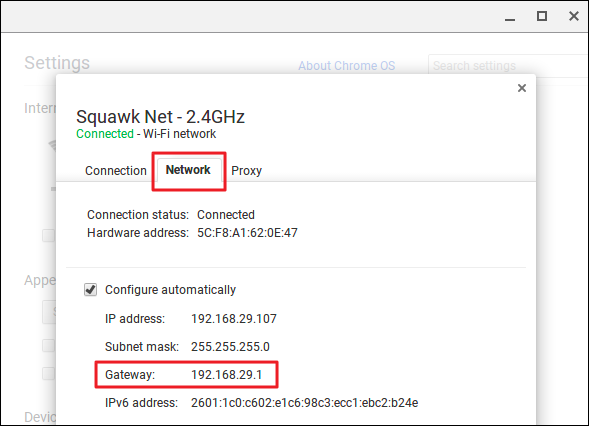 Settings
About Chrome OS
Search settings
Intern
Squawk Net - 2.4GHz
Connected - Wi-Fi network
Connection Network Proxy
Connection status: Connected
Hardware address: 5C:F8:A1:62:0E:47
Configure automatically
Appe
IP address: 192.168.29.107
Subnet mask: 255.255.255.0
Gateway: 192.168.29.1
IPv6 address: 2601:1c0:c602:e1c6:98c3:ecc1:ebc2:b24e
Device